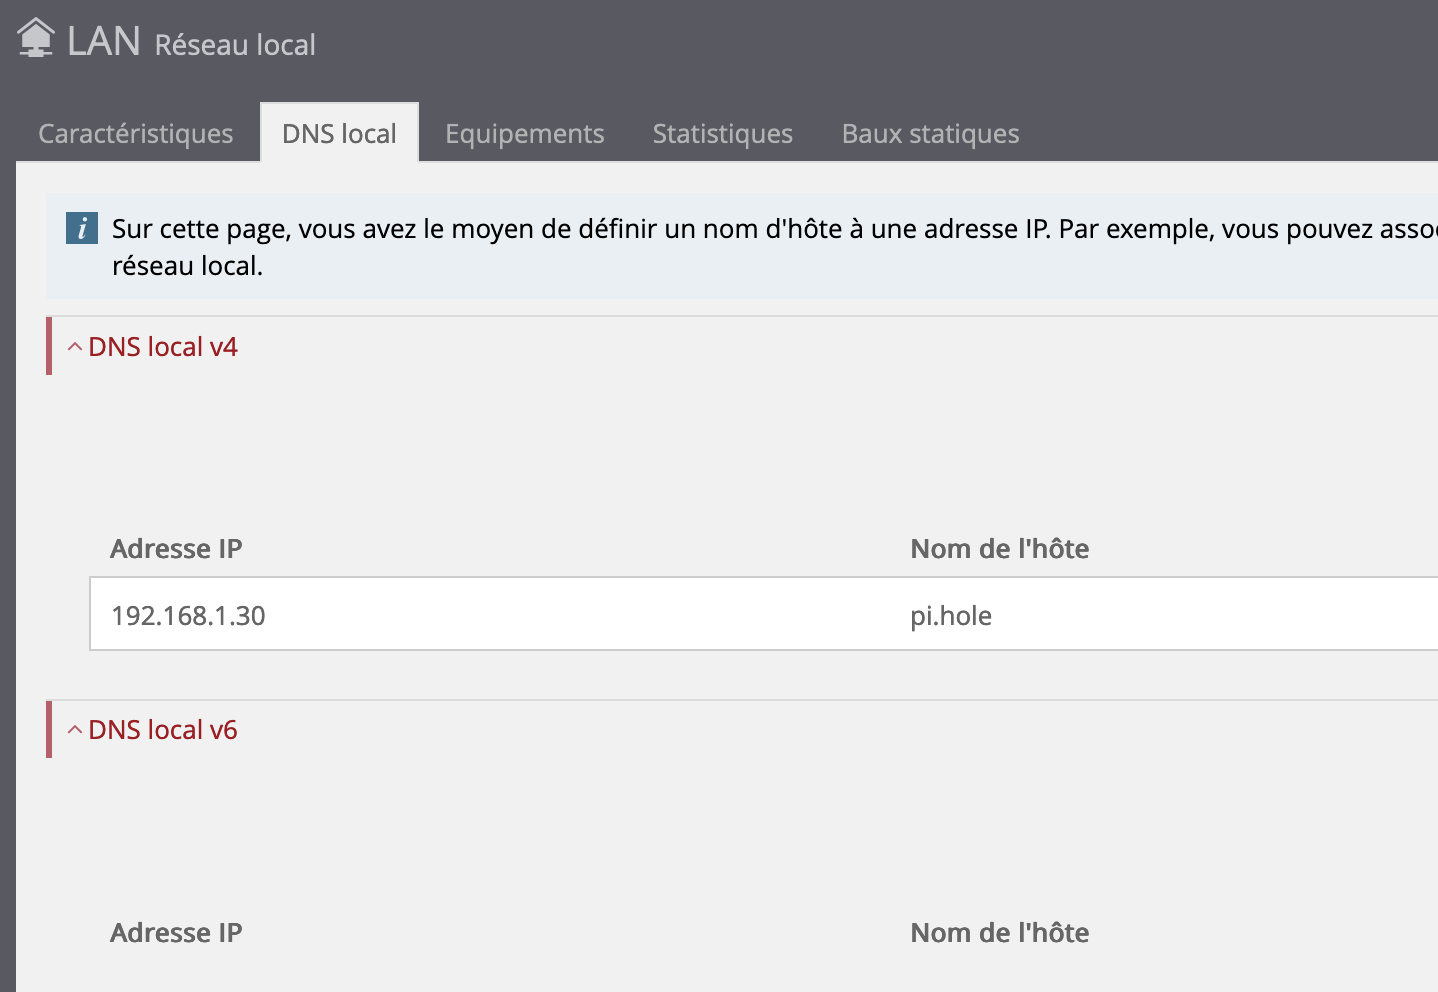 LAN Réseau local
Caractéristiques DNS local Equipements Statistiques Baux statiques
i Sur cette page, vous avez le moyen de définir un nom d'hôte à une adresse IP. Par exemple, vous pouvez
réseau local.
DNS local v4
Adresse IP Nom de l'hôte
192.168.1.30 pi.hole
DNS local v6
Adresse IP Nom de l'hôte